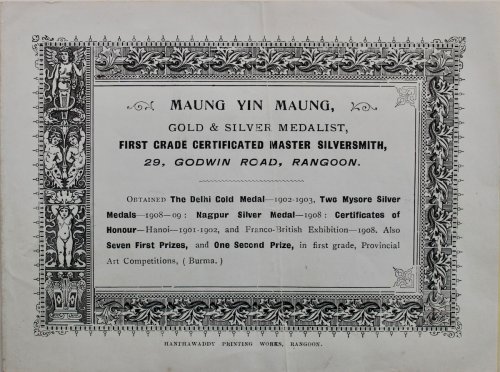 MAUNG YIN MAUNG,
GOLD & SILVER MEDALIST,
FIRST GRADE CERTIFICATED MASTER SILVERSMITH,
29, GODWIN ROAD, RANGOON.
OBTAINED The Delhi Gold Medal—1902-1903, Two Mysore Silver
Medals—1908—09: Nagpur Silver Medal—1908: Certificates of
Honour—Hanoi—1901-1902, and Franco-British Exhibition—1908. Also
Seven First Prizes, and One Second Prize, in first grade, Provincial
Art Competitions, ( Burma. )
HANTHAWADDY PRINTING WORKS, RANGOON.